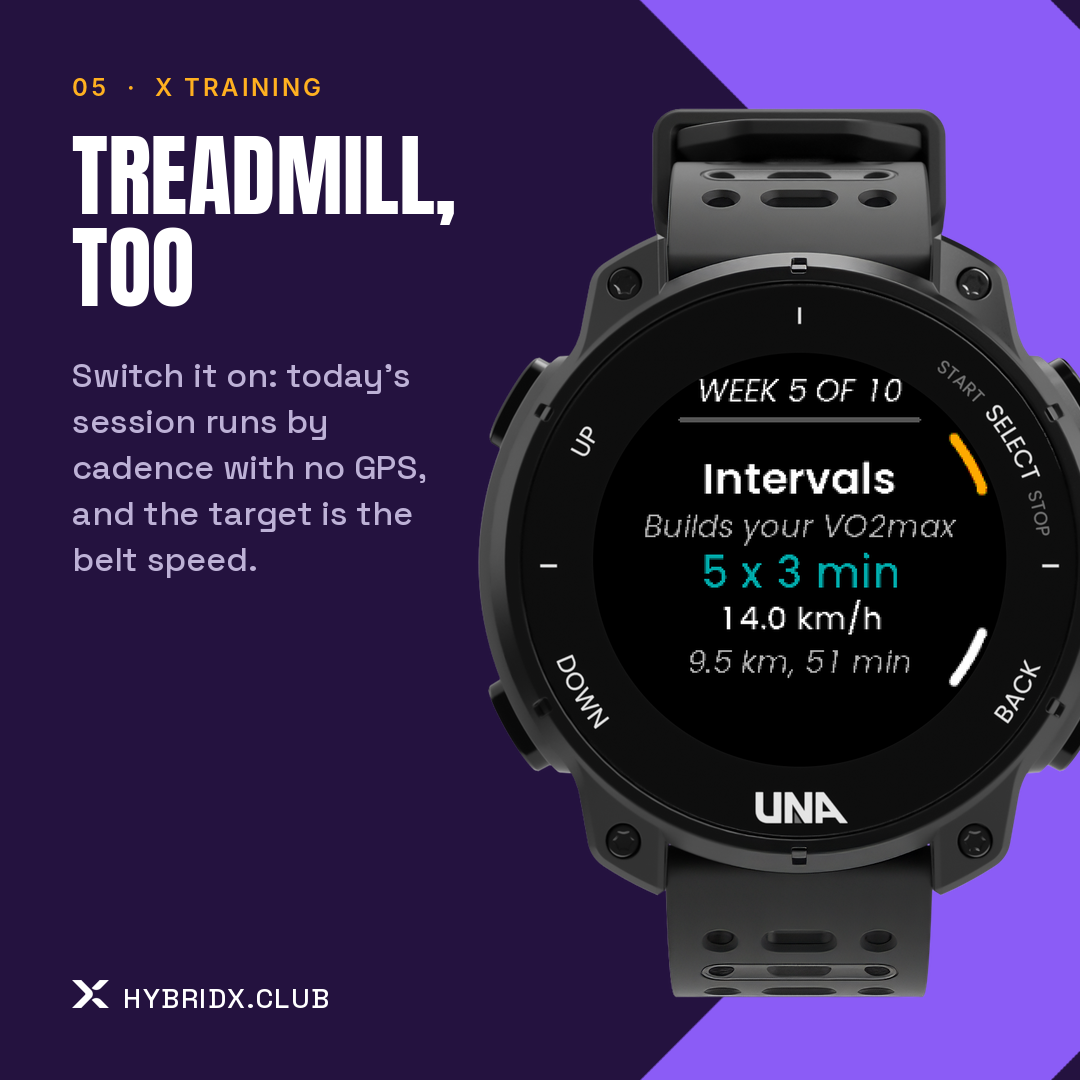 05 · X TRAINING
TREADMILL,
TOO
Switch it on: today's
session runs by
cadence with no GPS,
and the target is the
belt speed.
HYBRIDX.CLUB
WEEK 5 OF 10
Intervals
Builds your VO2max
5 x 3 min
14.0 km/h
9.5 km, 51 min
UP
DOWN
START
SELECT
STOP
BACK
UNA